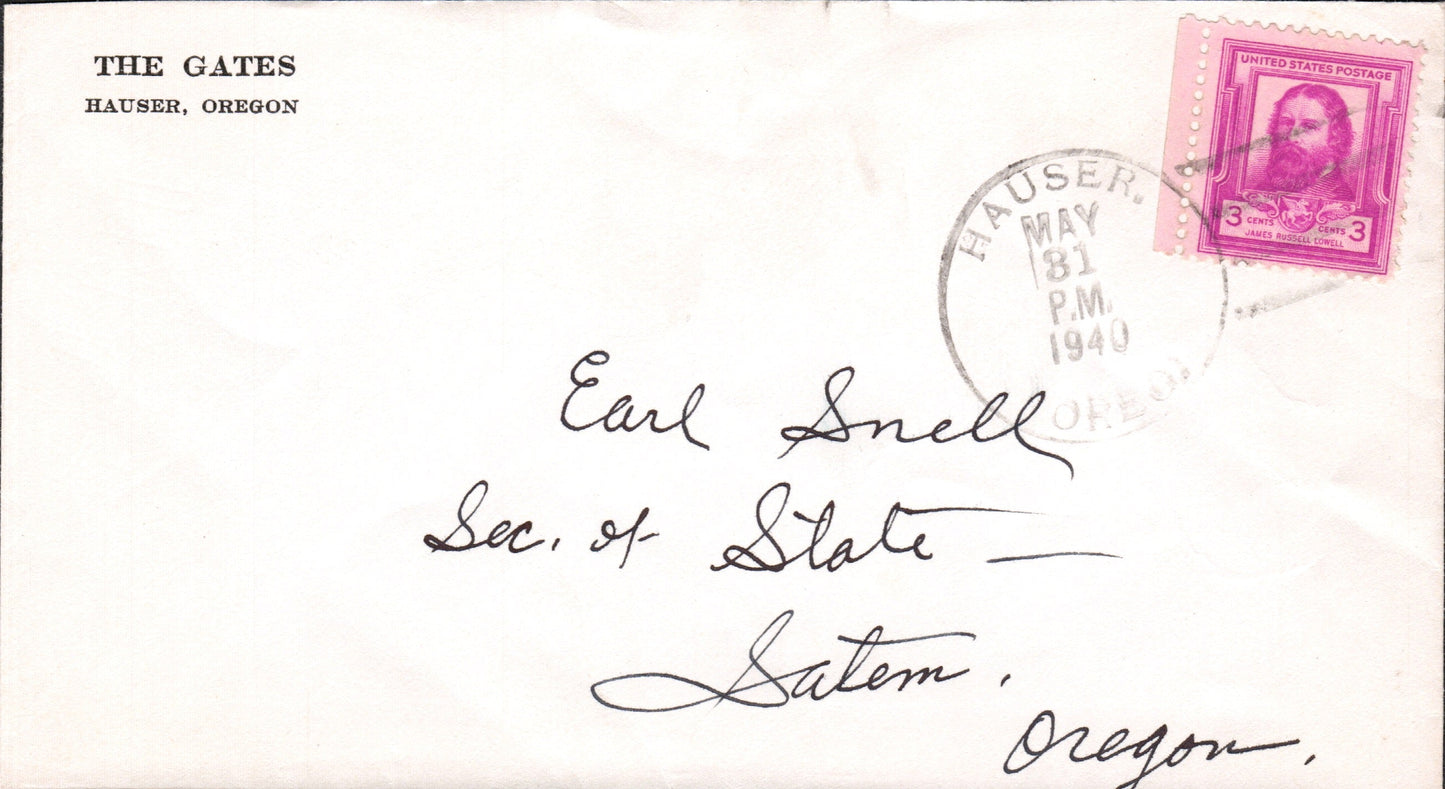 THE GATES
HAUSER, OREGON
UNITED STATES POSTAGE
3 CENTS CENTS 3
JAMES RUSSELL LOWELL
HAUSER,
MAY
31
P.M.
1940
OREG.
Earl Snell
Sec. of State —
Salem.
Oregon.